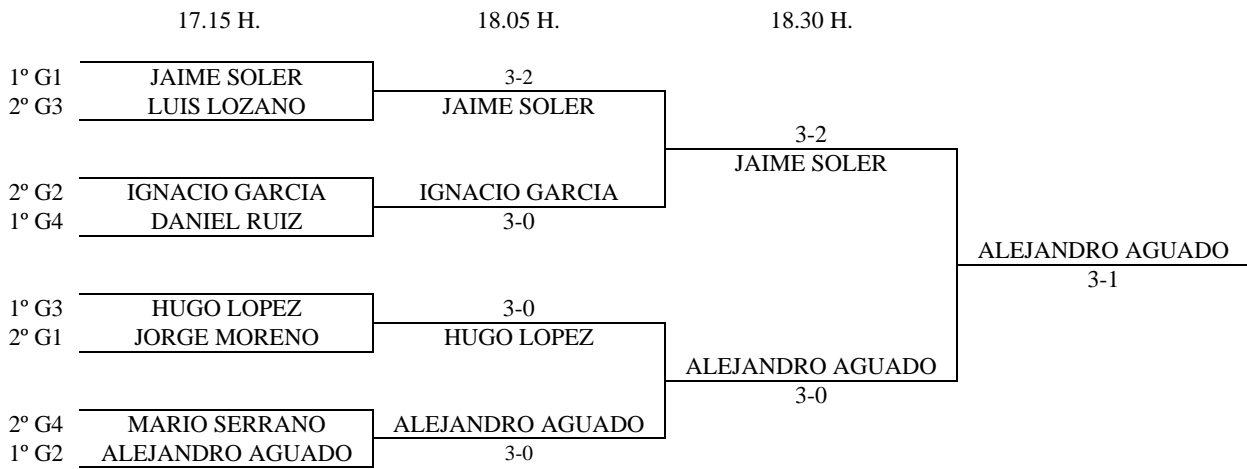 17.15 H. 18.05 H. 18.30 H.
1º G1 JAIME SOLER 3-2
2º G3 LUIS LOZANO JAIME SOLER
3-2
JAIME SOLER
2º G2 IGNACIO GARCIA IGNACIO GARCIA
1º G4 DANIEL RUIZ 3-0
ALEJANDRO AGUADO
3-1
1º G3 HUGO LOPEZ 3-0
2º G1 JORGE MORENO HUGO LOPEZ
ALEJANDRO AGUADO
3-0
2º G4 MARIO SERRANO ALEJANDRO AGUADO
1º G2 ALEJANDRO AGUADO 3-0